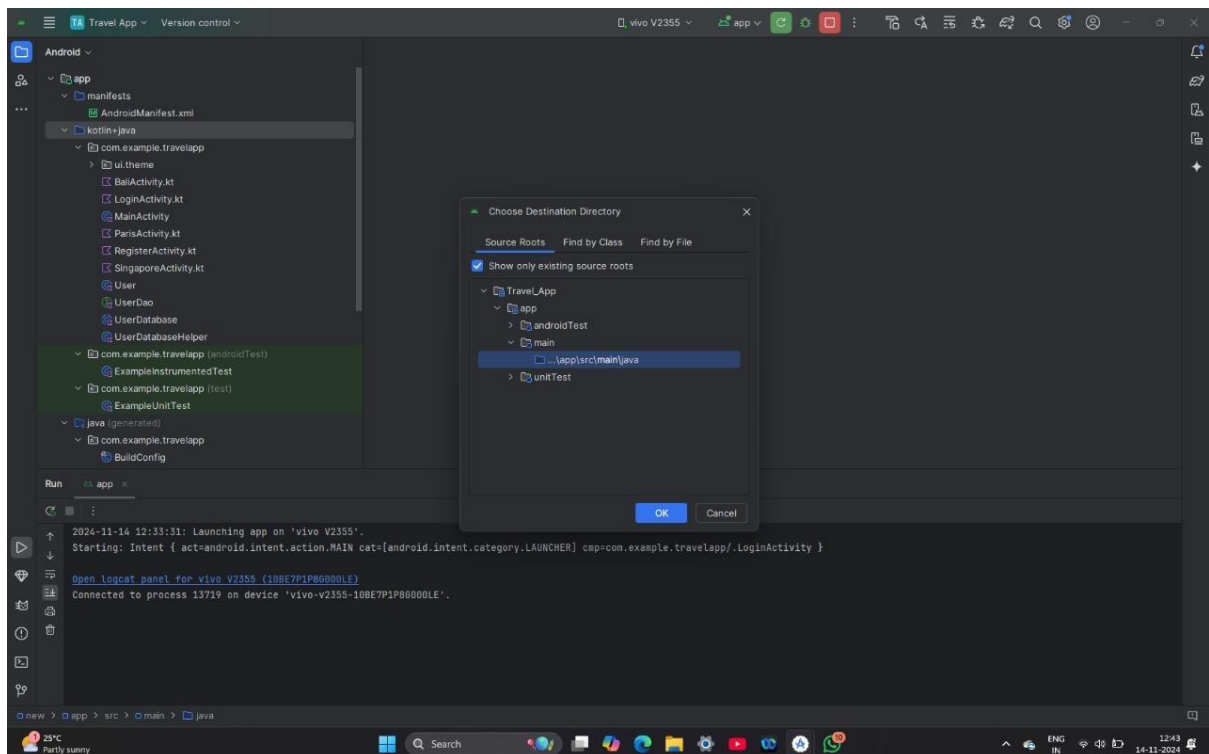 TA Travel App Version control vivo V2355 app
Android
app
manifests
AndroidManifest.xml
kotlin+java
com.example.travelapp
ui.theme
BaliActivity.kt
LoginActivity.kt
MainActivity
ParisActivity.kt
RegisterActivity.kt
SingaporeActivity.kt
User
UserDao
UserDatabase
UserDatabaseHelper
com.example.travelapp (androidTest)
ExampleInstrumentedTest
com.example.travelapp (test)
ExampleUnitTest
java (generated)
com.example.travelapp
BuildConfig
Choose Destination Directory
Source Roots Find by Class Find by File
Show only existing source roots
Travel_App
app
androidTest
main
...\app\src\main\java
unitTest
OK Cancel
Run app
2024-11-14 12:33:31: Launching app on 'vivo V2355'.
Starting: Intent { act=android.intent.action.MAIN cat=[android.intent.category.LAUNCHER] cmp=com.example.travelapp/.LoginActivity }
Open logcat panel for vivo V2355 (10BE7P1P86000LE)
Connected to process 13719 on device 'vivo-v2355-10BE7P1P86000LE'.
new > app > src > main > java
25°C
Partly sunny
Search
ENG
IN
12:43
14-11-2024